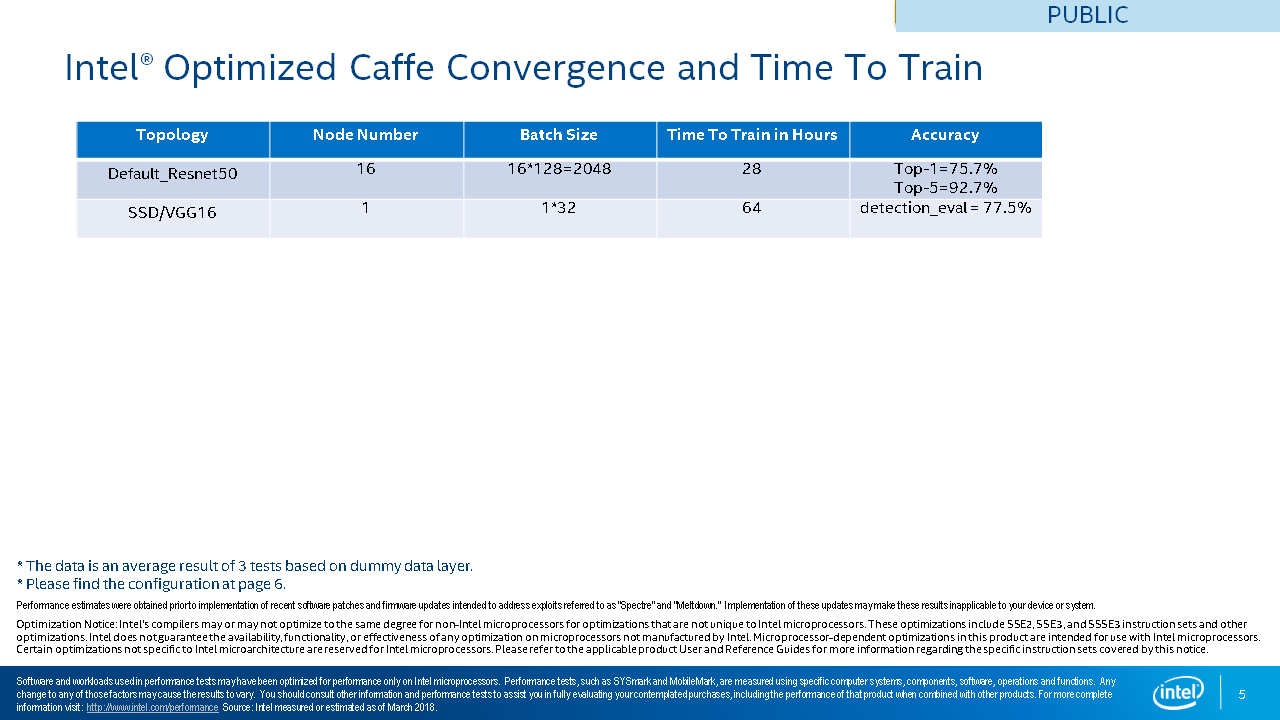 PUBLIC
Intel® Optimized Caffe Convergence and Time To Train
Topology Node Number Batch Size Time To Train in Hours Accuracy
Default_Resnet50 16 16*128=2048 28 Top-1=75.7%
Top-5=92.7%
SSD/VGG16 1 1*32 64 detection_eval = 77.5%
* The data is an average result of 3 tests based on dummy data layer.
* Please find the configuration at page 6.
Performance estimates were obtained prior to implementation of recent software patches and firmware updates intended to address exploits referred to as "Spectre" and "Meltdown." Implementation of these updates may make these results inapplicable to your device or system.
Optimization Notice: Intel's compilers may or may not optimize to the same degree for non-Intel microprocessors for optimizations that are not unique to Intel microprocessors. These optimizations include SSE2, SSE3, and SSSE3 instruction sets and other
optimizations. Intel does not guarantee the availability, functionality, or effectiveness of any optimization on microprocessors not manufactured by Intel. Microprocessor-dependent optimizations in this product are intended for use with Intel microprocessors.
Certain optimizations not specific to Intel microarchitecture are reserved for Intel microprocessors. Please refer to the applicable product User and Reference Guides for more information regarding the specific instruction sets covered by this notice.
Software and workloads used in performance tests may have been optimized for performance only on Intel microprocessors. Performance tests, such as SYSmark and MobileMark, are measured using specific computer systems, components, software, operations and functions. Any
change to any of those factors may cause the results to vary. You should consult other information and performance tests to assist you in fully evaluating your contemplated purchases, including the performance of that product when combined with other products. For more complete
information visit: http://www.intel.com/performance Source: Intel measured or estimated as of March 2018.
intel
5